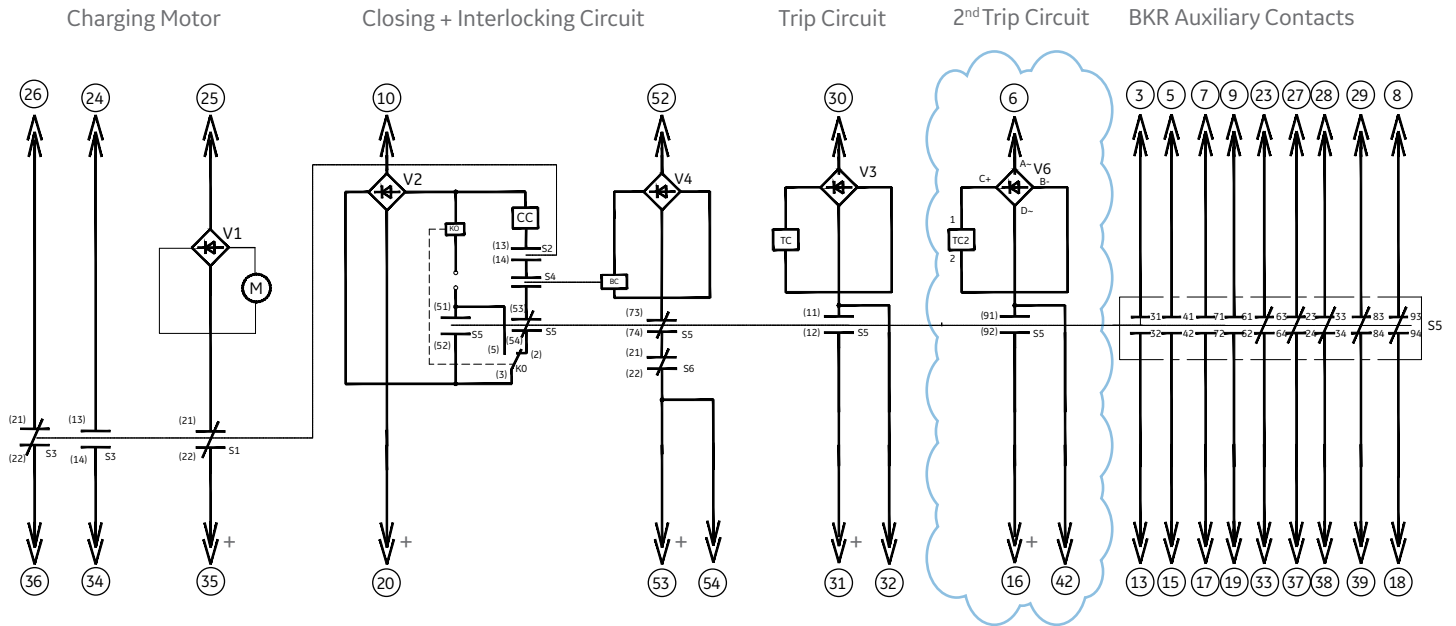 Charging Motor
Closing + Interlocking Circuit
Trip Circuit
2nd Trip Circuit
BKR Auxiliary Contacts
26 24 25 10 52 30 6 3 5 7 9 23 27 28 29 8
V1
M
V2
KO
CC
(13)
(14)
S2
S4
(51)
(52)
S5
(53)
(54)
S5
(5)
(2)
(3)
KO
V4
BC
(73)
(74)
S5
(21)
(22)
S6
V3
TC
(11)
(12)
S5
A~
V6
C+
B-
D~
1
TC2
2
(91)
(92)
S5
31 41 71 61 63 23 33 83 93
32 42 72 62 64 24 34 84 94
S5
(21)
(22)
S3
(13)
(14)
S3
(21)
(22)
S1
+ + + + +
36 34 35 20 53 54 31 32 16 42 13 15 17 19 33 37 38 39 18